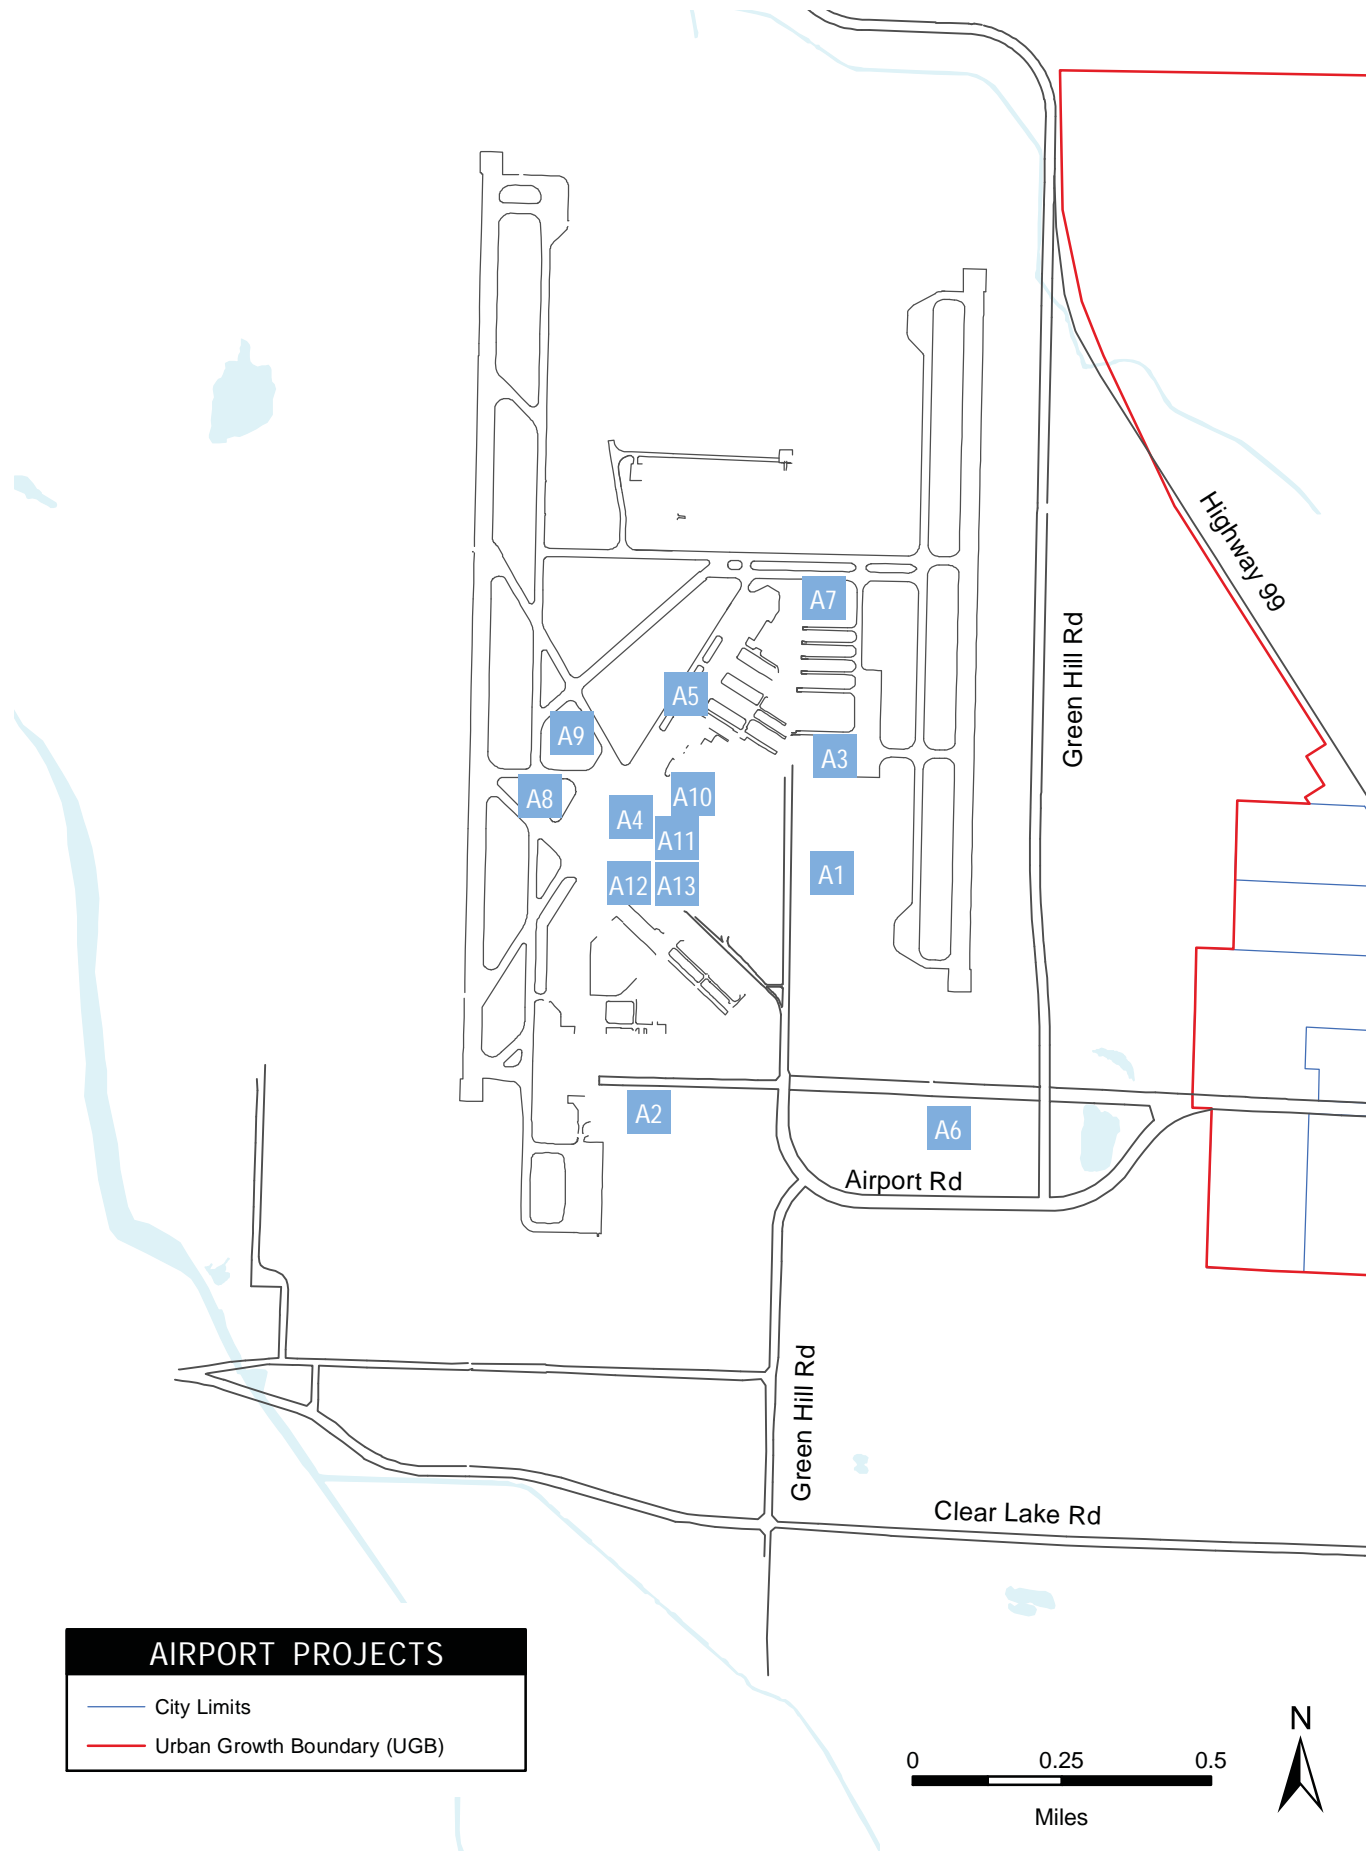 Highway 99
A7
Green Hill Rd
A5
A9
A3
A8
A10
A4
A11
A1
A12
A13
A2
A6
Airport Rd
Green Hill Rd
Clear Lake Rd
AIRPORT PROJECTS
City Limits
Urban Growth Boundary (UGB)
N
0 0.25 0.5
Miles